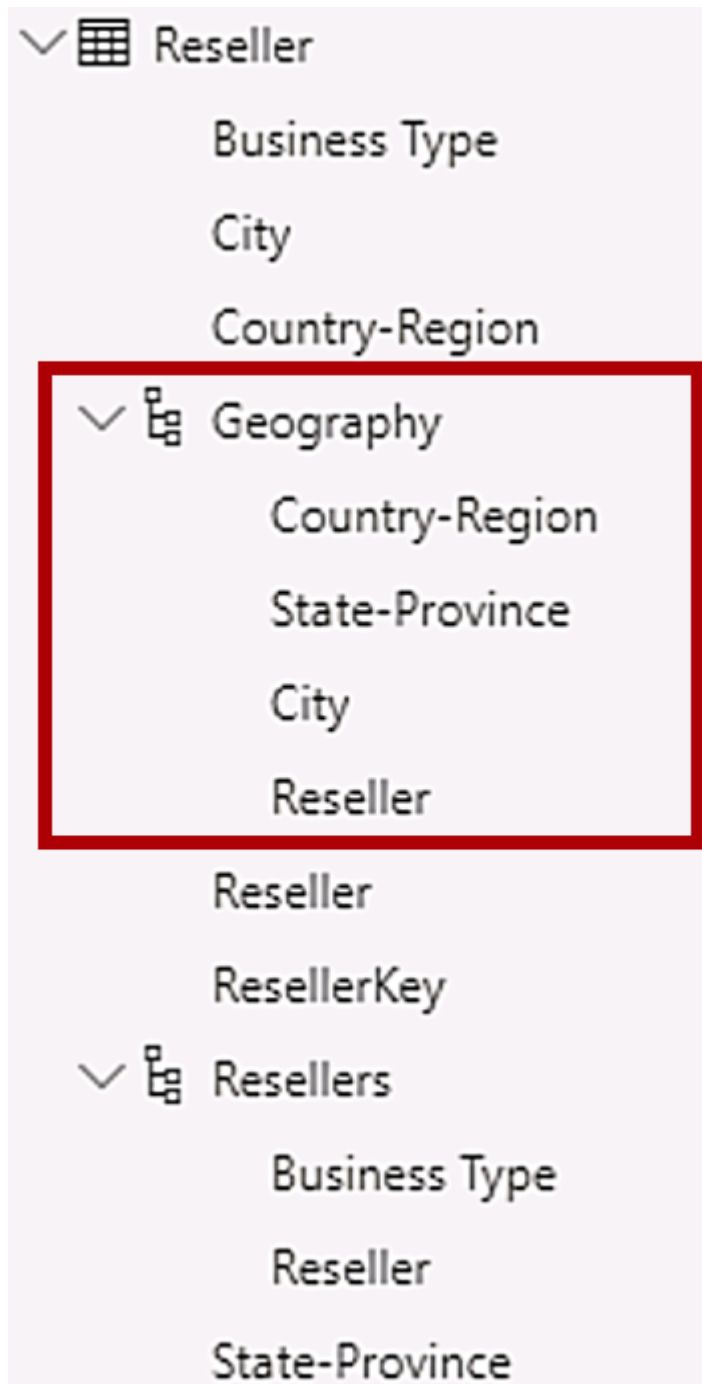 Reseller
Business Type
City
Country-Region
Geography
Country-Region
State-Province
City
Reseller
Reseller
ResellerKey
Resellers
Business Type
Reseller
State-Province